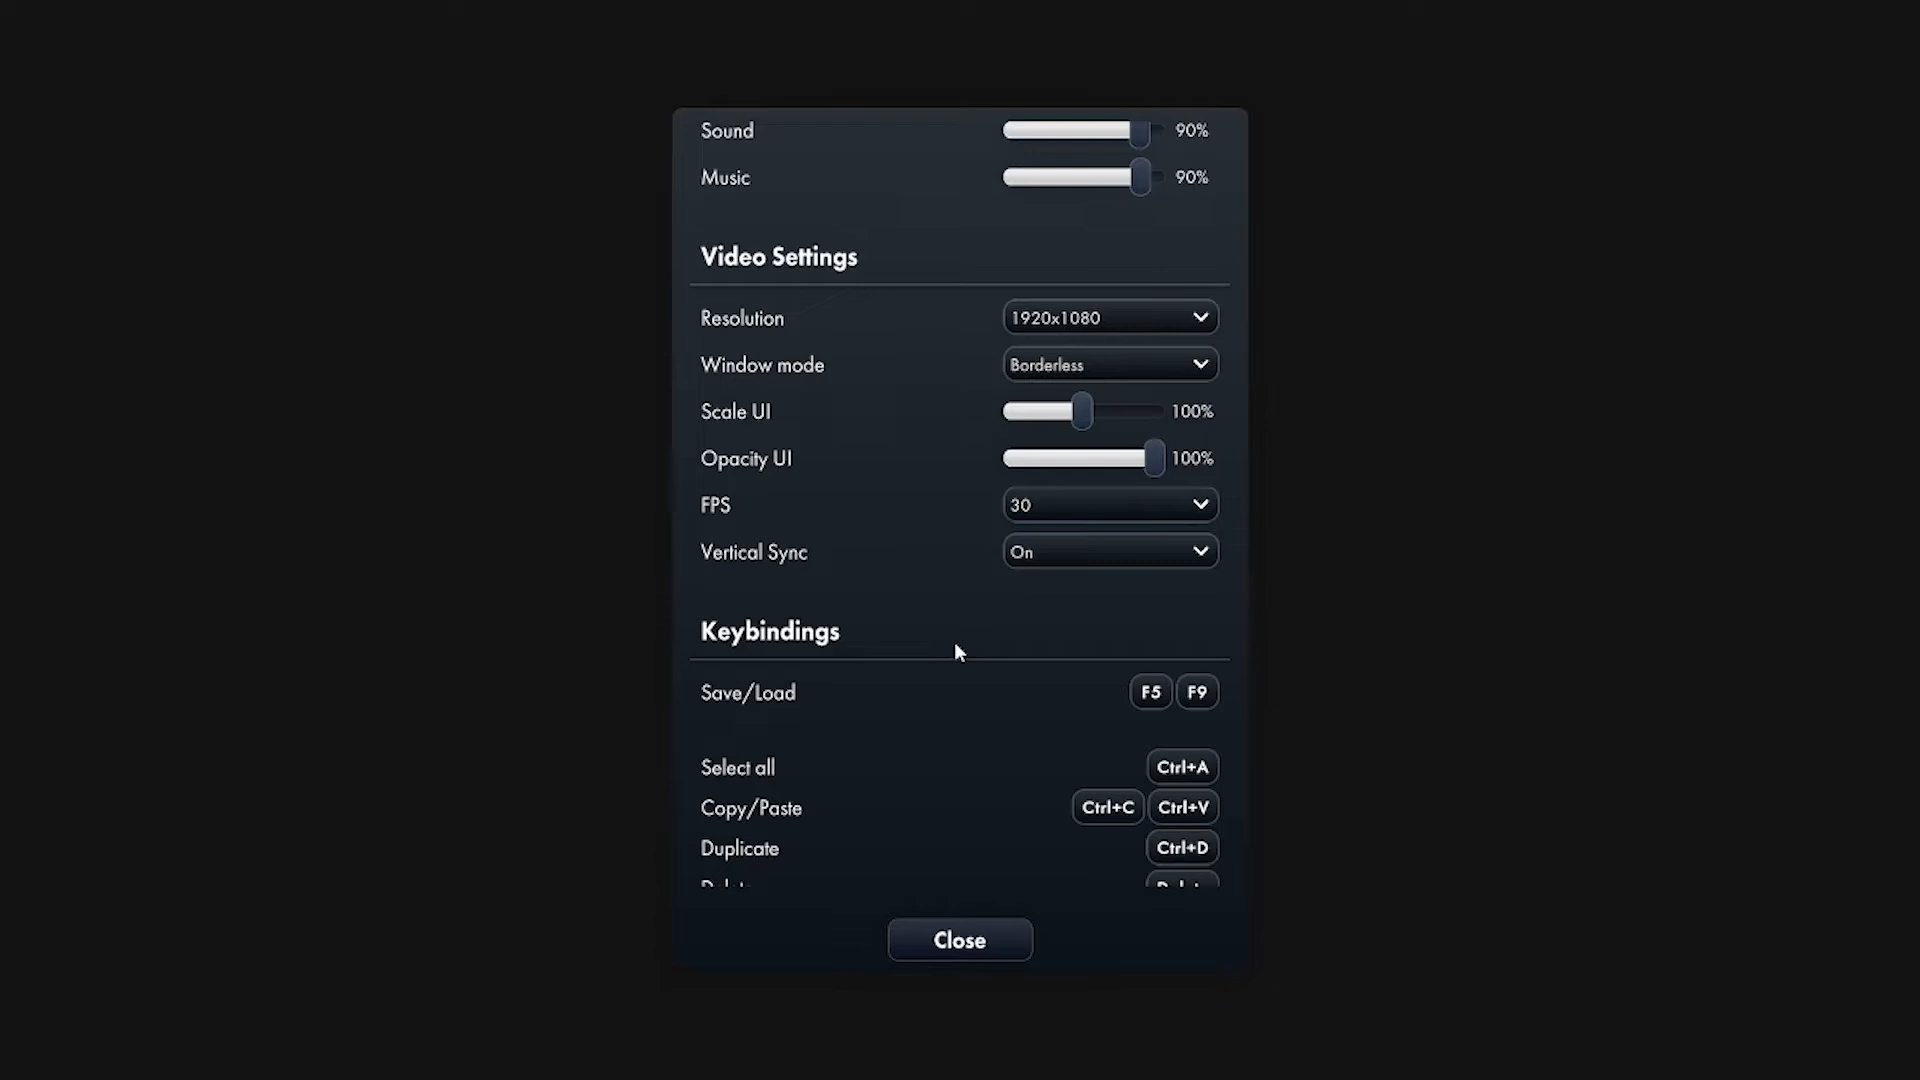 Sound 90%
Music 90%
Video Settings
Resolution 1920x1080
Window mode Borderless
Scale UI 100%
Opacity UI 100%
FPS 30
Vertical Sync On
Keybindings
Save/Load F5 F9
Select all Ctrl+A
Copy/Paste Ctrl+C Ctrl+V
Duplicate Ctrl+D
Close